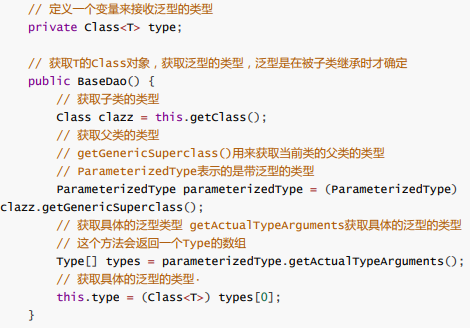 // 定义一个变量来接收泛型的类型
private Class<T> type;
// 获取T的Class对象，获取泛型的类型，泛型是在被子类继承时才确定
public BaseDao() {
// 获取子类的类型
Class clazz = this.getClass();
// 获取父类的类型
// getGenericSuperclass()用来获取当前类的父类的类型
// ParameterizedType表示的是带泛型的类型
ParameterizedType parameterizedType = (ParameterizedType)
clazz.getGenericSuperclass();
// 获取具体的泛型类型 getActualTypeArguments获取具体的泛型的类型
// 这个方法会返回一个Type的数组
Type[] types = parameterizedType.getActualTypeArguments();
// 获取具体的泛型的类型·
this.type = (Class<T>) types[0];
}